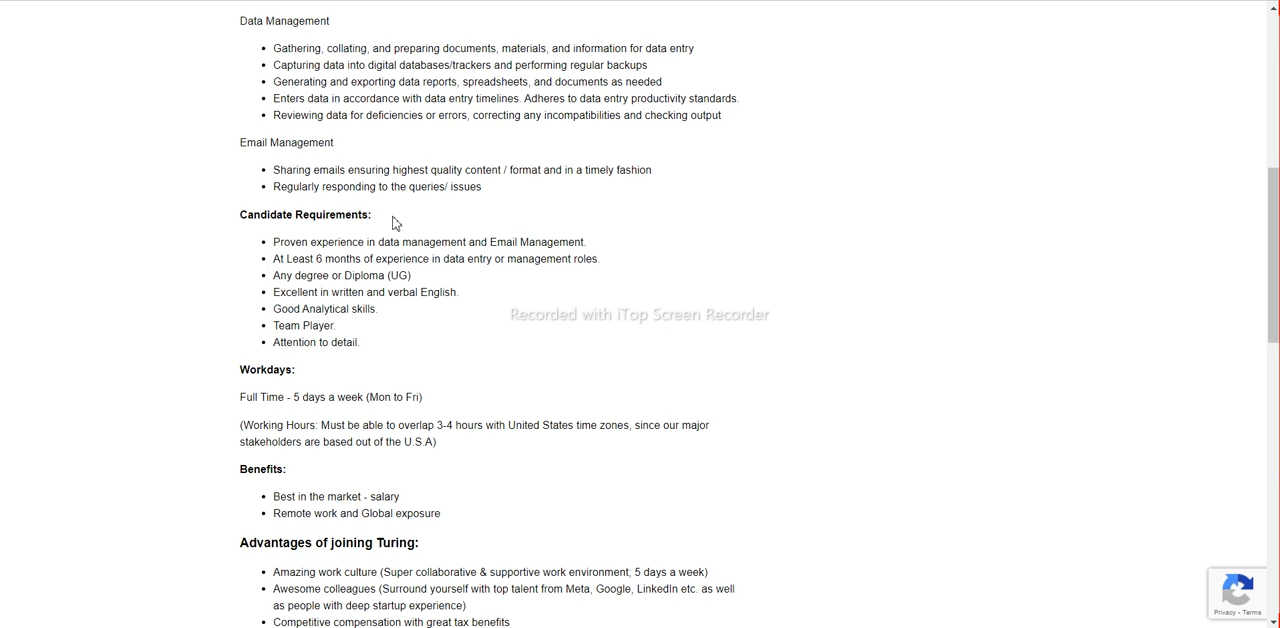 Data Management
Gathering, collating, and preparing documents, materials, and information for data entry
Capturing data into digital databases/trackers and performing regular backups
Generating and exporting data reports, spreadsheets, and documents as needed
Enters data in accordance with data entry timelines. Adheres to data entry productivity standards.
Reviewing data for deficiencies or errors, correcting any incompatibilities and checking output
Email Management
Sharing emails ensuring highest quality content / format and in a timely fashion
Regularly responding to the queries/ issues
Candidate Requirements:
Proven experience in data management and Email Management.
At Least 6 months of experience in data entry or management roles.
Any degree or Diploma (UG)
Excellent in written and verbal English.
Good Analytical skills.
Recorded with iTop Screen Recorder
Team Player.
Attention to detail.
Workdays:
Full Time - 5 days a week (Mon to Fri)
(Working Hours: Must be able to overlap 3-4 hours with United States time zones, since our major
stakeholders are based out of the U.S.A)
Benefits:
Best in the market - salary
Remote work and Global exposure
Advantages of joining Turing:
Amazing work culture (Super collaborative & supportive work environment; 5 days a week)
Awesome colleagues (Surround yourself with top talent from Meta, Google, LinkedIn etc. as well
as people with deep startup experience)
Competitive compensation with great tax benefits
Privacy - Terms